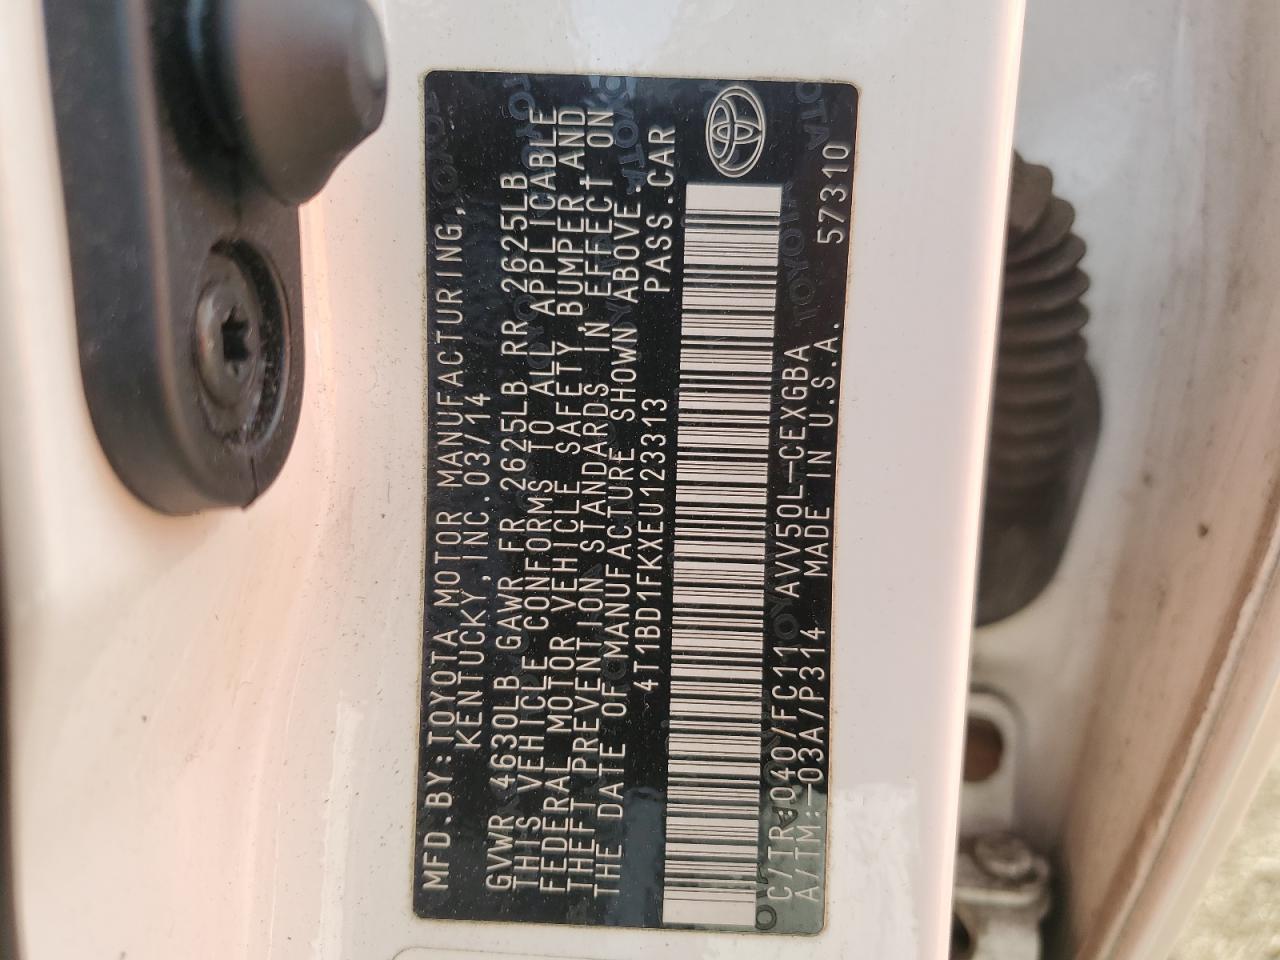 MFD.BY:TOYOTA MOTOR MANUFACTURING,
KENTUCKY, INC.03/14
GVWR 4630LB GAWR FR 2625LB RR 2625LB
THIS VEHICLE CONFORMS TO ALL APPLICABLE
FEDERAL MOTOR VEHICLE SAFETY, BUMPER AND
THEFT PREVENTION STANDARDS IN EFFECT ON
THE DATE OF MANUFACTURE SHOWN ABOVE.
4T1BD1FKXEU123313 PASS.CAR
C/TR:040/FC11 AVV50L-CEXGBA
A/TM:-03A/P314 MADE IN U.S.A. 57310